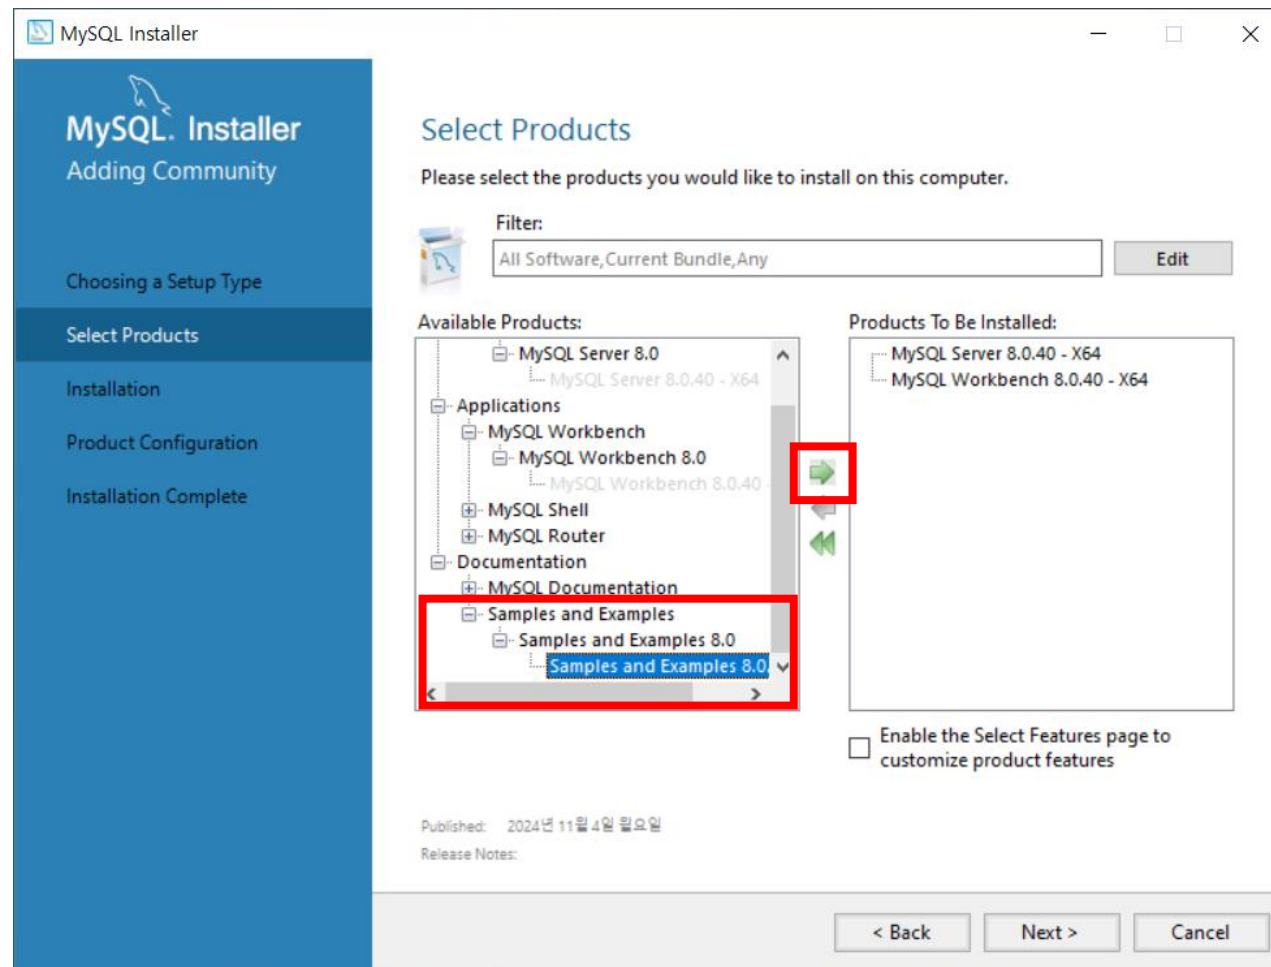 MySQL Installer
MySQL. Installer
Adding Community
Choosing a Setup Type
Select Products
Installation
Product Configuration
Installation Complete
Select Products
Please select the products you would like to install on this computer.
Filter:
All Software,Current Bundle,Any
Edit
Available Products:
MySQL Server 8.0
MySQL Server 8.0.40 - X64
Applications
MySQL Workbench
MySQL Workbench 8.0
MySQL Workbench 8.0.40 -
MySQL Shell
MySQL Router
Documentation
MySQL Documentation
Samples and Examples
Samples and Examples 8.0
Samples and Examples 8.0.
Products To Be Installed:
MySQL Server 8.0.40 - X64
MySQL Workbench 8.0.40 - X64
Enable the Select Features page to
customize product features
Published: 2024년 11월 4일 월요일
Release Notes:
< Back
Next >
Cancel